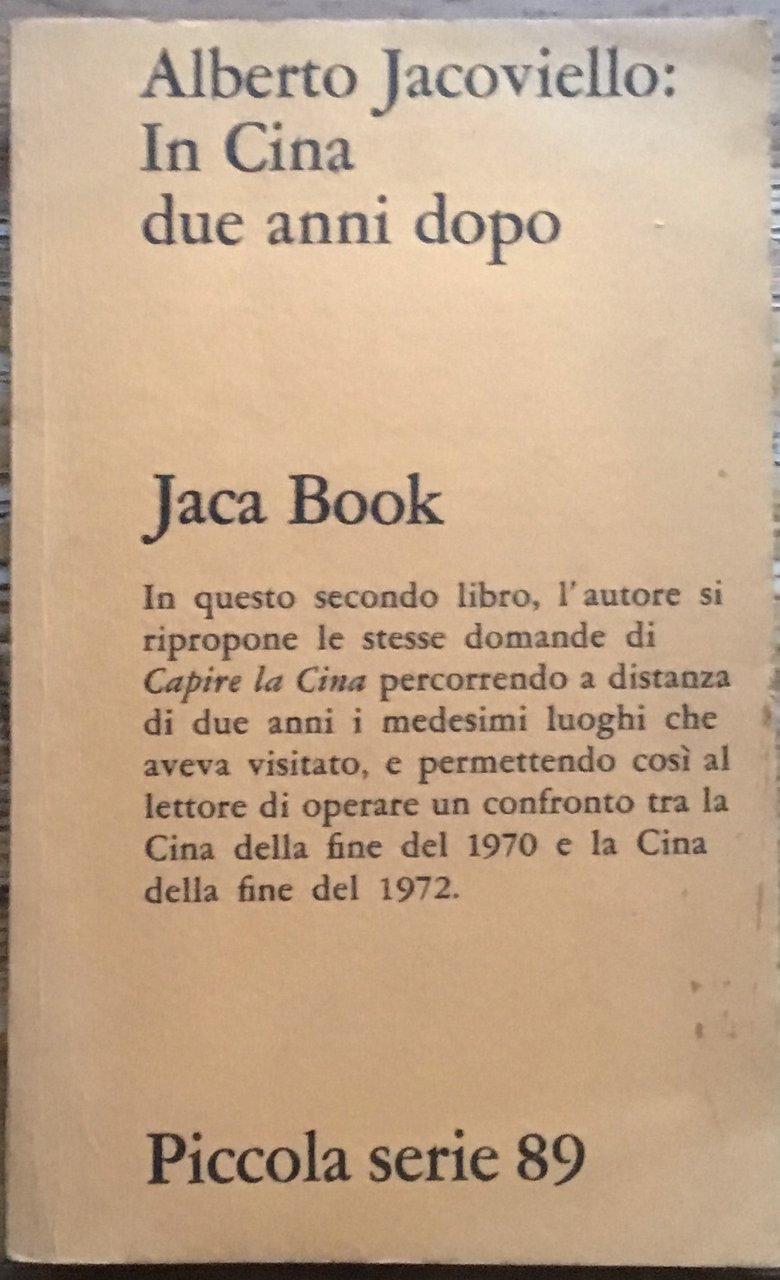 Alberto Jacoviello:
In Cina
due anni dopo
Jaca Book
In questo secondo libro, l'autore si
ripropone le stesse domande di
Capire la Cina percorrendo a distanza
di due anni i medesimi luoghi che
aveva visitato, e permettendo così al
lettore di operare un confronto tra la
Cina della fine del 1970 e la Cina
della fine del 1972.
Piccola serie 89